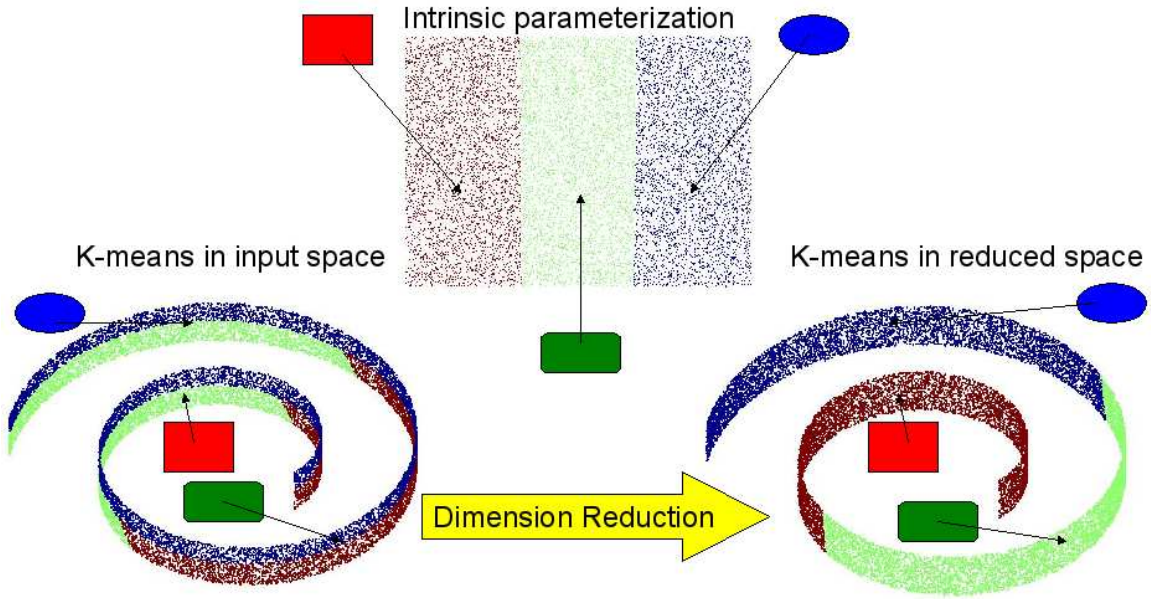 Intrinsic parameterization
K-means in input space
K-means in reduced space
Dimension Reduction